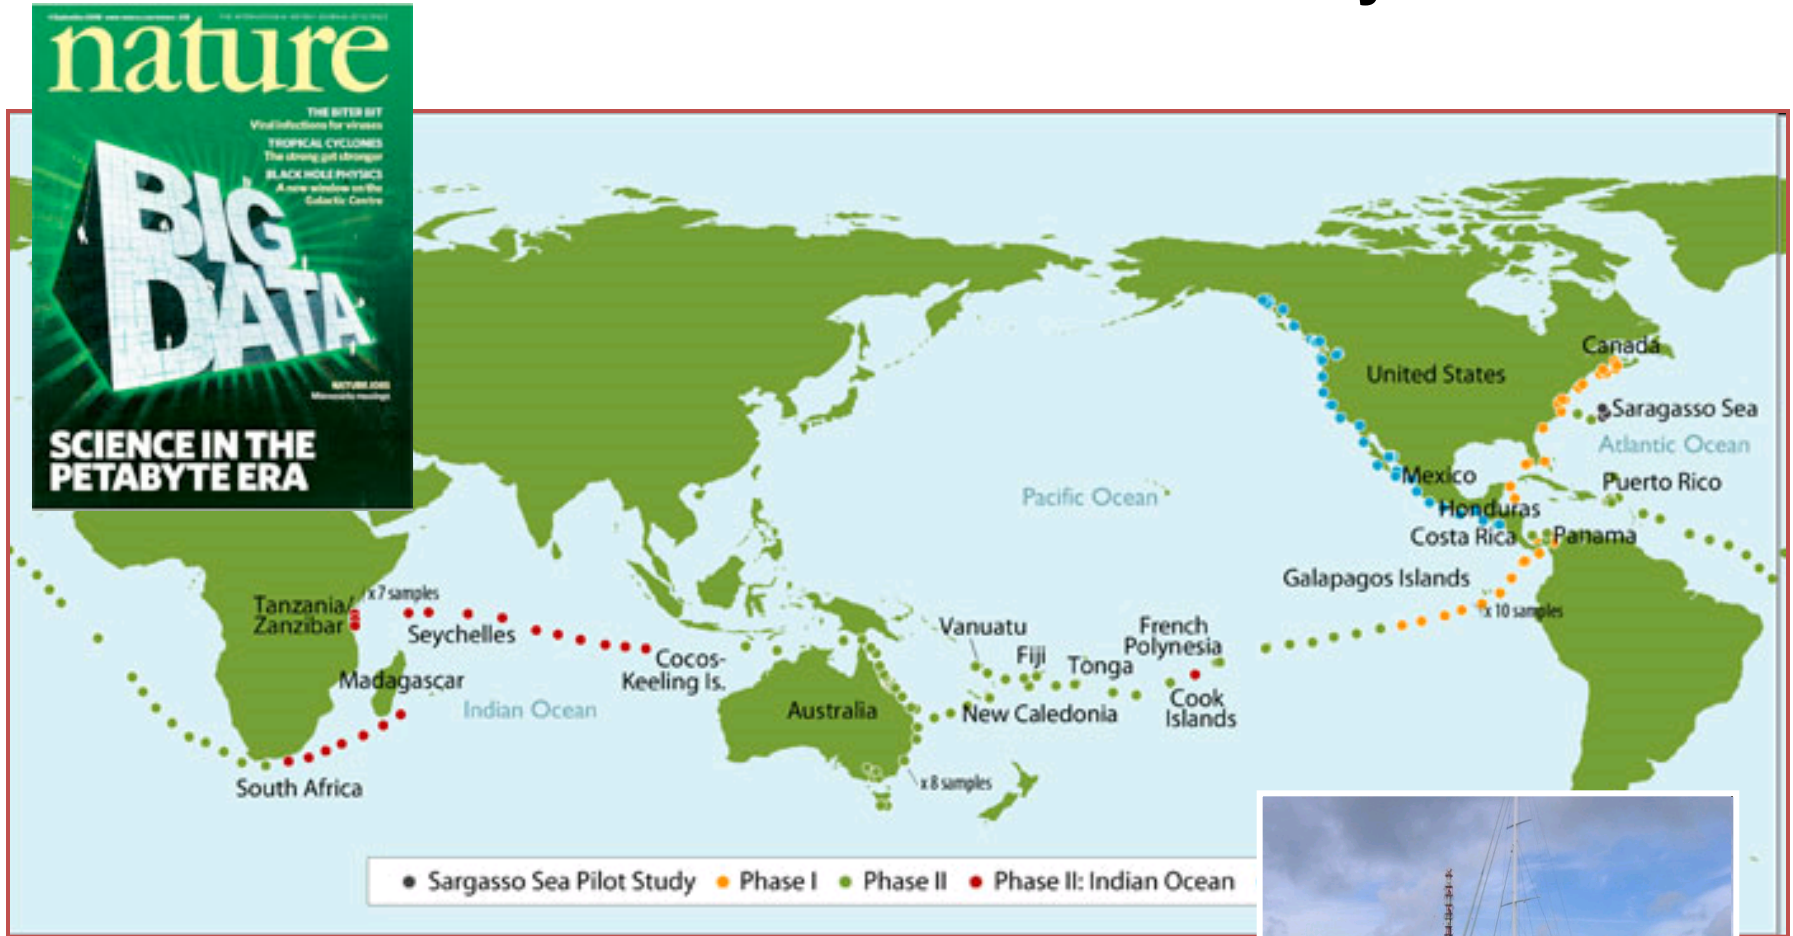 nature
THE BITER BIT
Viral infections for viruses
TROPICAL CYCLONES
The strong get stronger
BLACK HOLE PHYSICS
A new window on the
Galactic Centre
BIG
DATA
NATURE JOBS
Minnesota musings
SCIENCE IN THE
PETABYTE ERA
Canada
United States
Saragasso Sea
Atlantic Ocean
Mexico
Puerto Rico
Pacific Ocean
Honduras
Costa Rica
Panama
Galapagos Islands
x 10 samples
x 7 samples
Tanzania/
Zanzibar
Seychelles
Cocos-
Keeling Is.
Madagascar
Indian Ocean
South Africa
Australia
x 8 samples
Vanuatu
Fiji
Tonga
French
Polynesia
Cook
Islands
New Caledonia
Sargasso Sea Pilot Study
Phase I
Phase II
Phase II: Indian Ocean